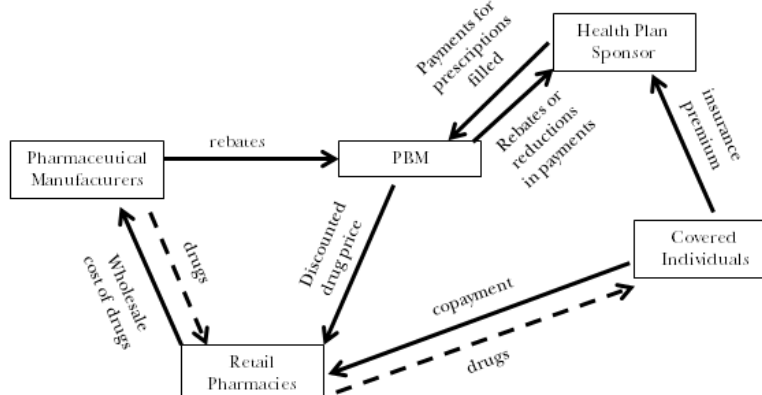 Payments for
prescriptions
filled
Health Plan
Sponsor
Rebates or
reductions
in payments
insurance
premium
rebates
Pharmaceutical
Manufacturers
PBM
Covered
Individuals
drugs
Wholesale
cost of drugs
Discounted
drug price
copayment
drugs
Retail
Pharmacies